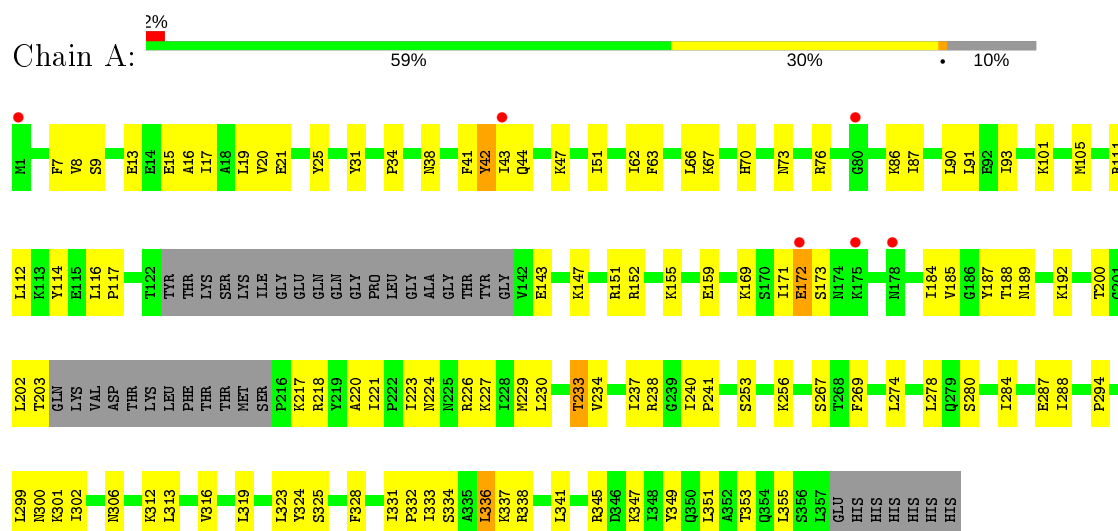 2%
Chain A:
59% 30% • 10%
M1 F7 V8 S9 E13 E14 E15 A16 I17 A18 L19 V20 E21 Y25 Y31 P34 N38 F41 Y42 I43 Q44 K47 I51 I62 F63 L66 K67 H70 N73 R76 G80 K86 I87 L90 L91 E92 I93 K101 M105 R111
L112 K113 Y114 E115 L116 P117 T122 TYR THR LYS SER LYS ILE GLY GLU GLN GLN GLY PRO LEU GLY ALA GLY THR TYR GLY V142 E143 K147 R151 R152 K155 E159 K169 S170 I171 E172 S173 N174 K175 N178 I184 V185 G186 Y187 T188 N189 K192 T200 G201
L202 T203 GLN LYS VAL ASP THR LYS LEU PHE THR THR MET SER P216 K217 R218 Y219 A220 I221 P222 I223 N224 N225 R226 K227 I228 M229 L230 T233 V234 I237 R238 G239 I240 P241 S253 K256 S267 T268 F269 L274 L278 Q279 S280 I284 E287 I288 P294
L299 N300 K301 I302 N306 K312 L313 V316 L319 L323 Y324 S325 F328 I331 P332 I333 S334 A335 L336 K337 R338 L341 R345 D346 K347 I348 Y349 Q350 L351 A352 T353 Q354 L355 S356 L357 GLU HIS HIS HIS HIS HIS HIS